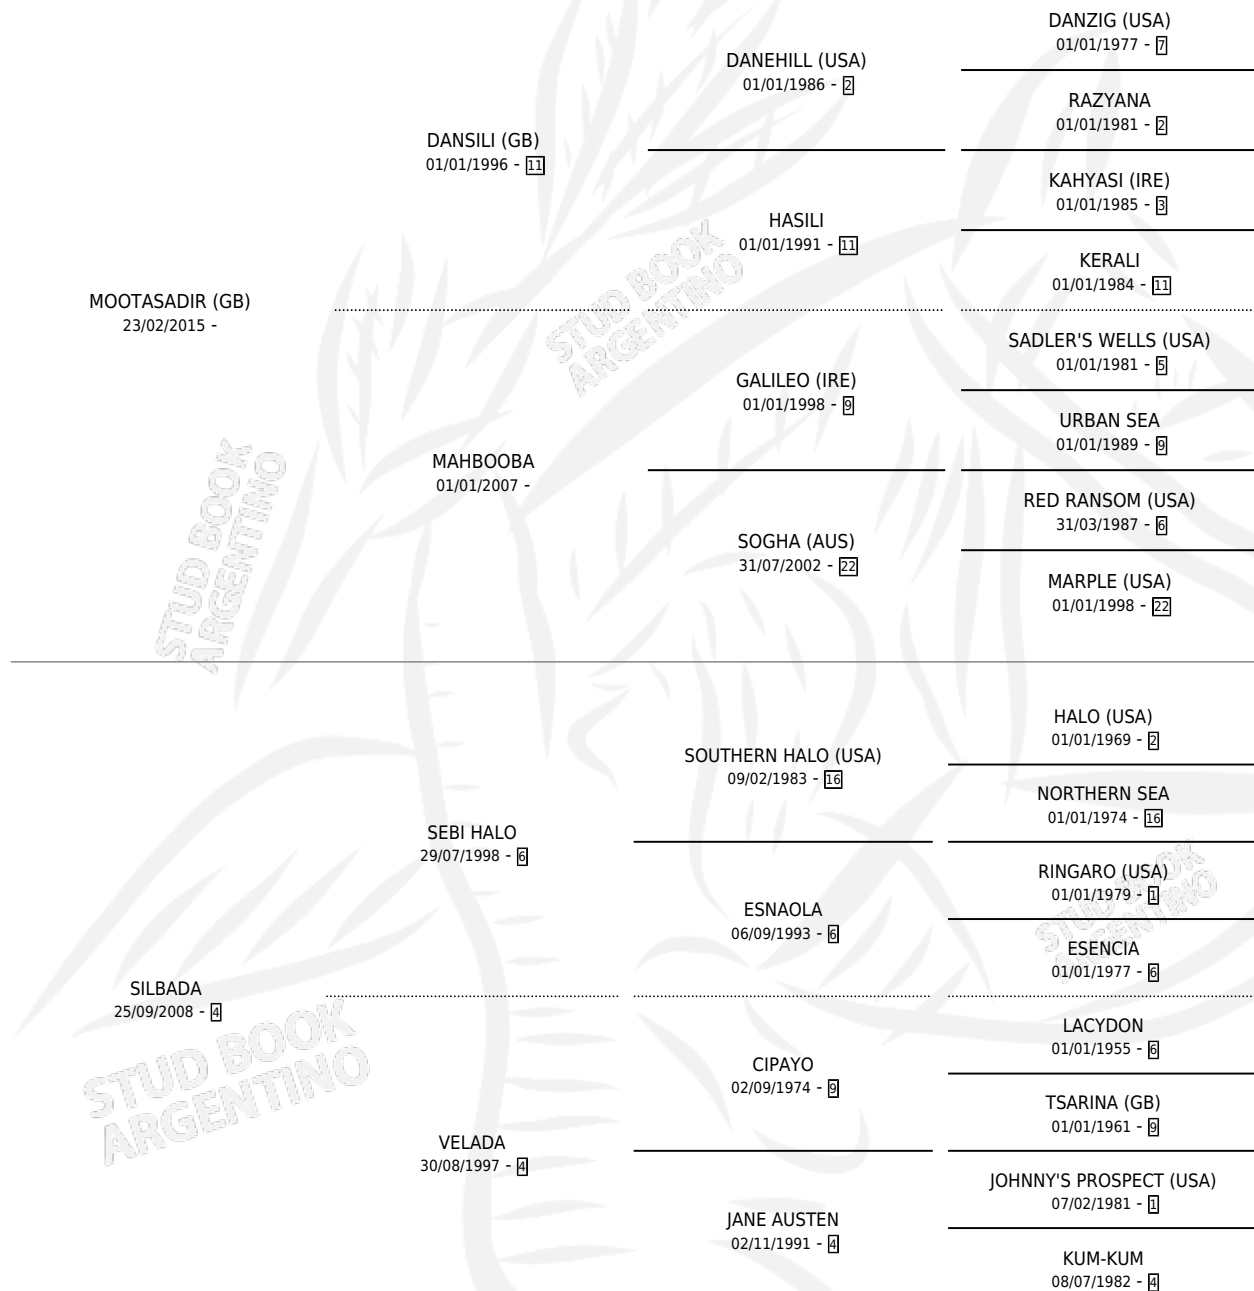 DANZIG (USA)
01/01/1977 - 7
DANEHILL (USA)
01/01/1986 - 2
RAZYANA
01/01/1981 - 2
DANSILI (GB)
01/01/1996 - 11
KAHYASI (IRE)
01/01/1985 - 3
HASILI
01/01/1991 - 11
KERALI
01/01/1984 - 11
MOOTASADIR (GB)
23/02/2015 -
SADLER'S WELLS (USA)
01/01/1981 - 5
GALILEO (IRE)
01/01/1998 - 9
URBAN SEA
01/01/1989 - 9
MAHBOOBA
01/01/2007 -
RED RANSOM (USA)
31/03/1987 - 6
SOGHA (AUS)
31/07/2002 - 22
MARPLE (USA)
01/01/1998 - 22
STUD BOOK
ARGENTINO
STUD BOOK
ARGENTINO
HALO (USA)
01/01/1969 - 2
SOUTHERN HALO (USA)
09/02/1983 - 16
NORTHERN SEA
01/01/1974 - 16
SEBI HALO
29/07/1998 - 6
RINGARO (USA)
01/01/1979 - 1
ESNAOLA
06/09/1993 - 6
ESENCIA
01/01/1977 - 6
STUD BOOK
ARGENTINO
SILBADA
25/09/2008 - 4
LACYDON
01/01/1955 - 6
CIPAYO
02/09/1974 - 9
TSARINA (GB)
01/01/1961 - 9
STUD BOOK
ARGENTINO
VELADA
30/08/1997 - 4
JOHNNY'S PROSPECT (USA)
07/02/1981 - 1
JANE AUSTEN
02/11/1991 - 4
KUM-KUM
08/07/1982 - 4